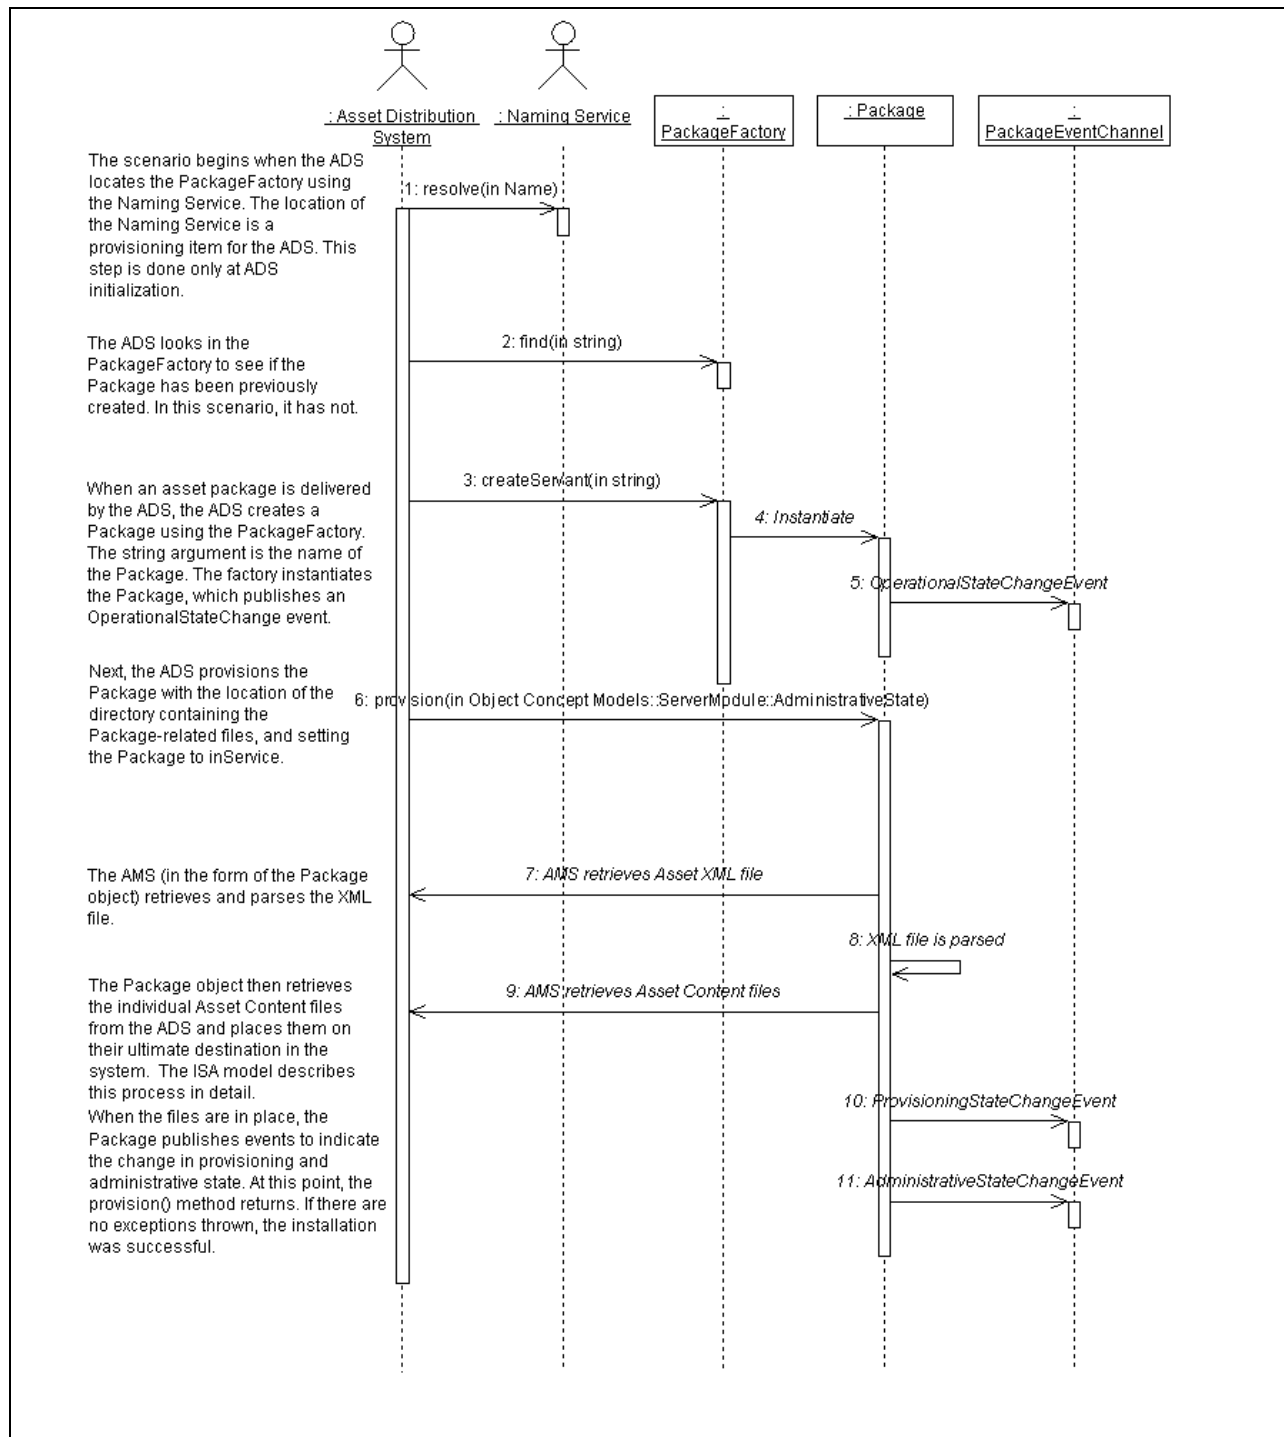 : Asset Distribution
System
: Naming Service
:
PackageFactory
: Package
:
PackageEventChannel
The scenario begins when the ADS
locates the PackageFactory using
the Naming Service. The location of
the Naming Service is a
provisioning item for the ADS. This
step is done only at ADS
initialization.
1: resolve(in Name)
The ADS looks in the
PackageFactory to see if the
Package has been previously
created. In this scenario, it has not.
2: find(in string)
When an asset package is delivered
by the ADS, the ADS creates a
Package using the PackageFactory.
The string argument is the name of
the Package. The factory instantiates
the Package, which publishes an
OperationalStateChange event.
3: createServant(in string)
4: Instantiate
5: OperationalStateChangeEvent
Next, the ADS provisions the
Package with the location of the
directory containing the
Package-related files, and setting
the Package to inService.
6: provision(in Object Concept Models::ServerModule::AdministrativeState)
The AMS (in the form of the Package
object) retrieves and parses the XML
file.
7: AMS retrieves Asset XML file
8: XML file is parsed
The Package object then retrieves
the individual Asset Content files
from the ADS and places them on
their ultimate destination in the
system.  The ISA model describes
this process in detail.
9: AMS retrieves Asset Content files
When the files are in place, the
Package publishes events to indicate
the change in provisioning and
administrative state. At this point, the
provision() method returns. If there are
no exceptions thrown, the installation
was successful.
10: ProvisioningStateChangeEvent
11: AdministrativeStateChangeEvent